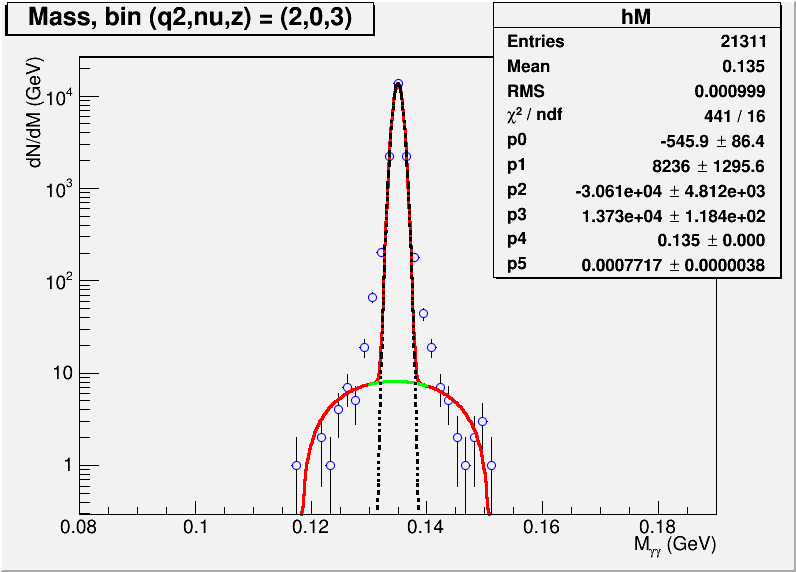 Mass, bin (q2,nu,z) = (2,0,3)
hM
Entries 21311
Mean 0.135
RMS 0.000999
χ² / ndf 441 / 16
p0 -545.9 ± 86.4
p1 8236 ± 1295.6
p2 -3.061e+04 ± 4.812e+03
p3 1.373e+04 ± 1.184e+02
p4 0.135 ± 0.000
p5 0.0007717 ± 0.0000038
dN/dM (GeV)
10⁴
10³
10²
10
1
0.08 0.1 0.12 0.14 0.16 0.18
Mγγ (GeV)